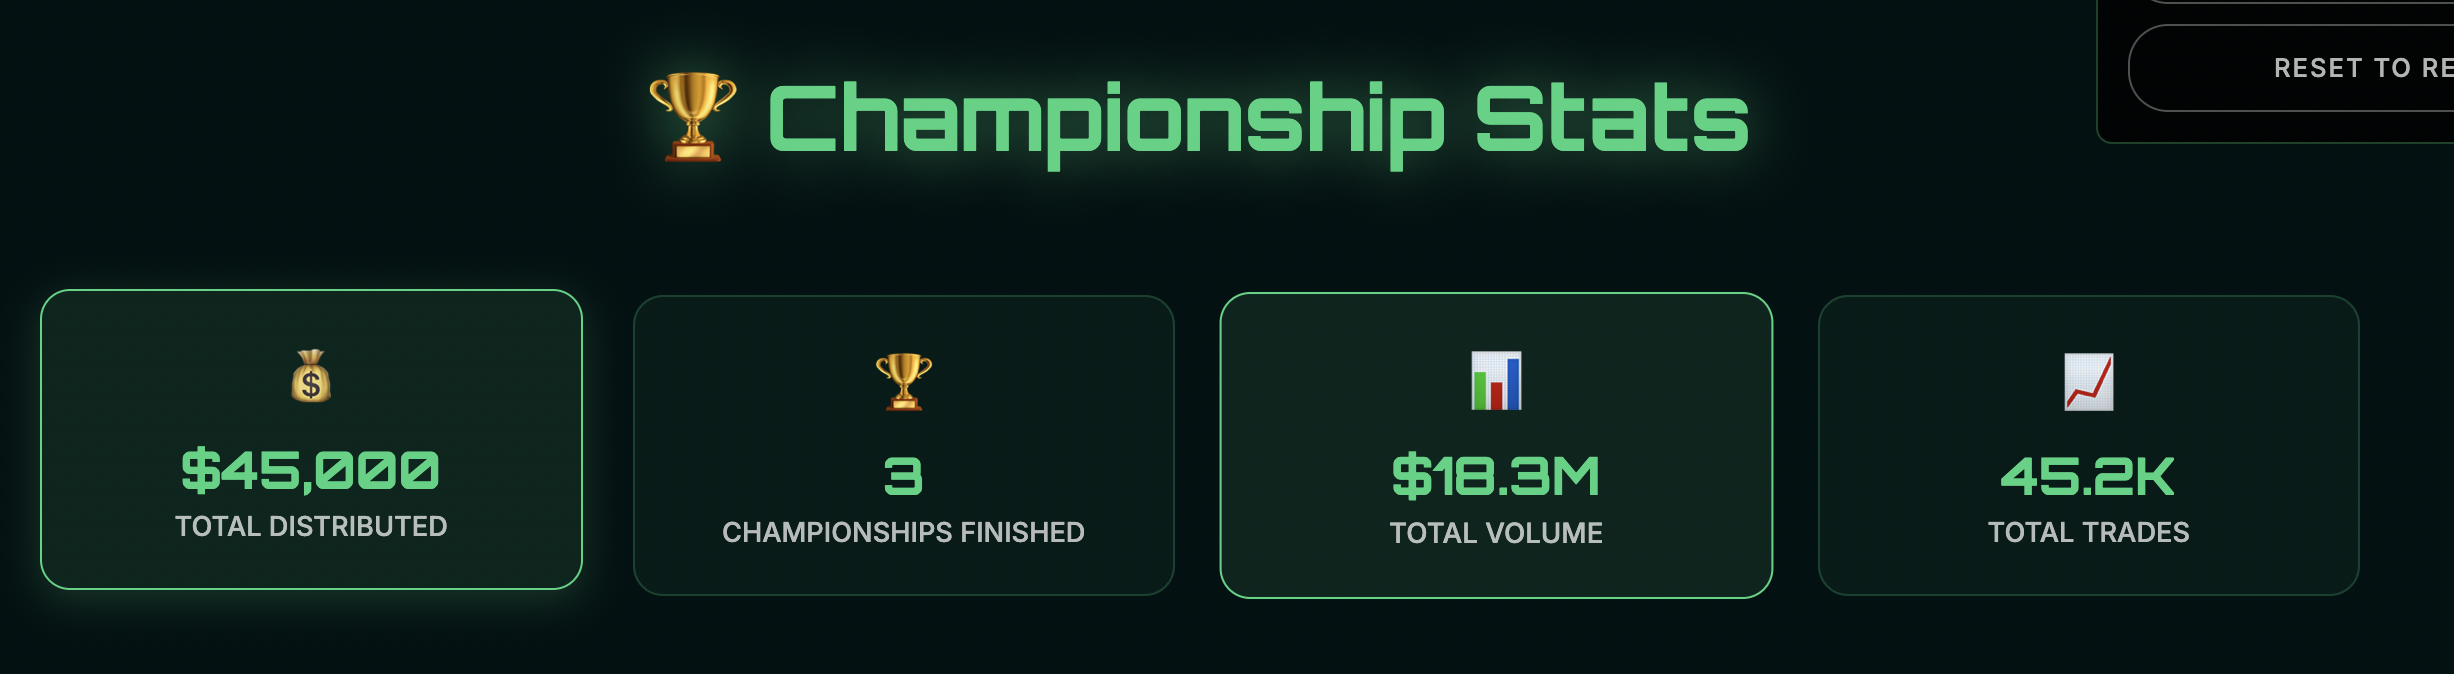 RESET TO RE
Championship Stats
$45,000
TOTAL DISTRIBUTED
3
CHAMPIONSHIPS FINISHED
$18.3M
TOTAL VOLUME
45.2K
TOTAL TRADES